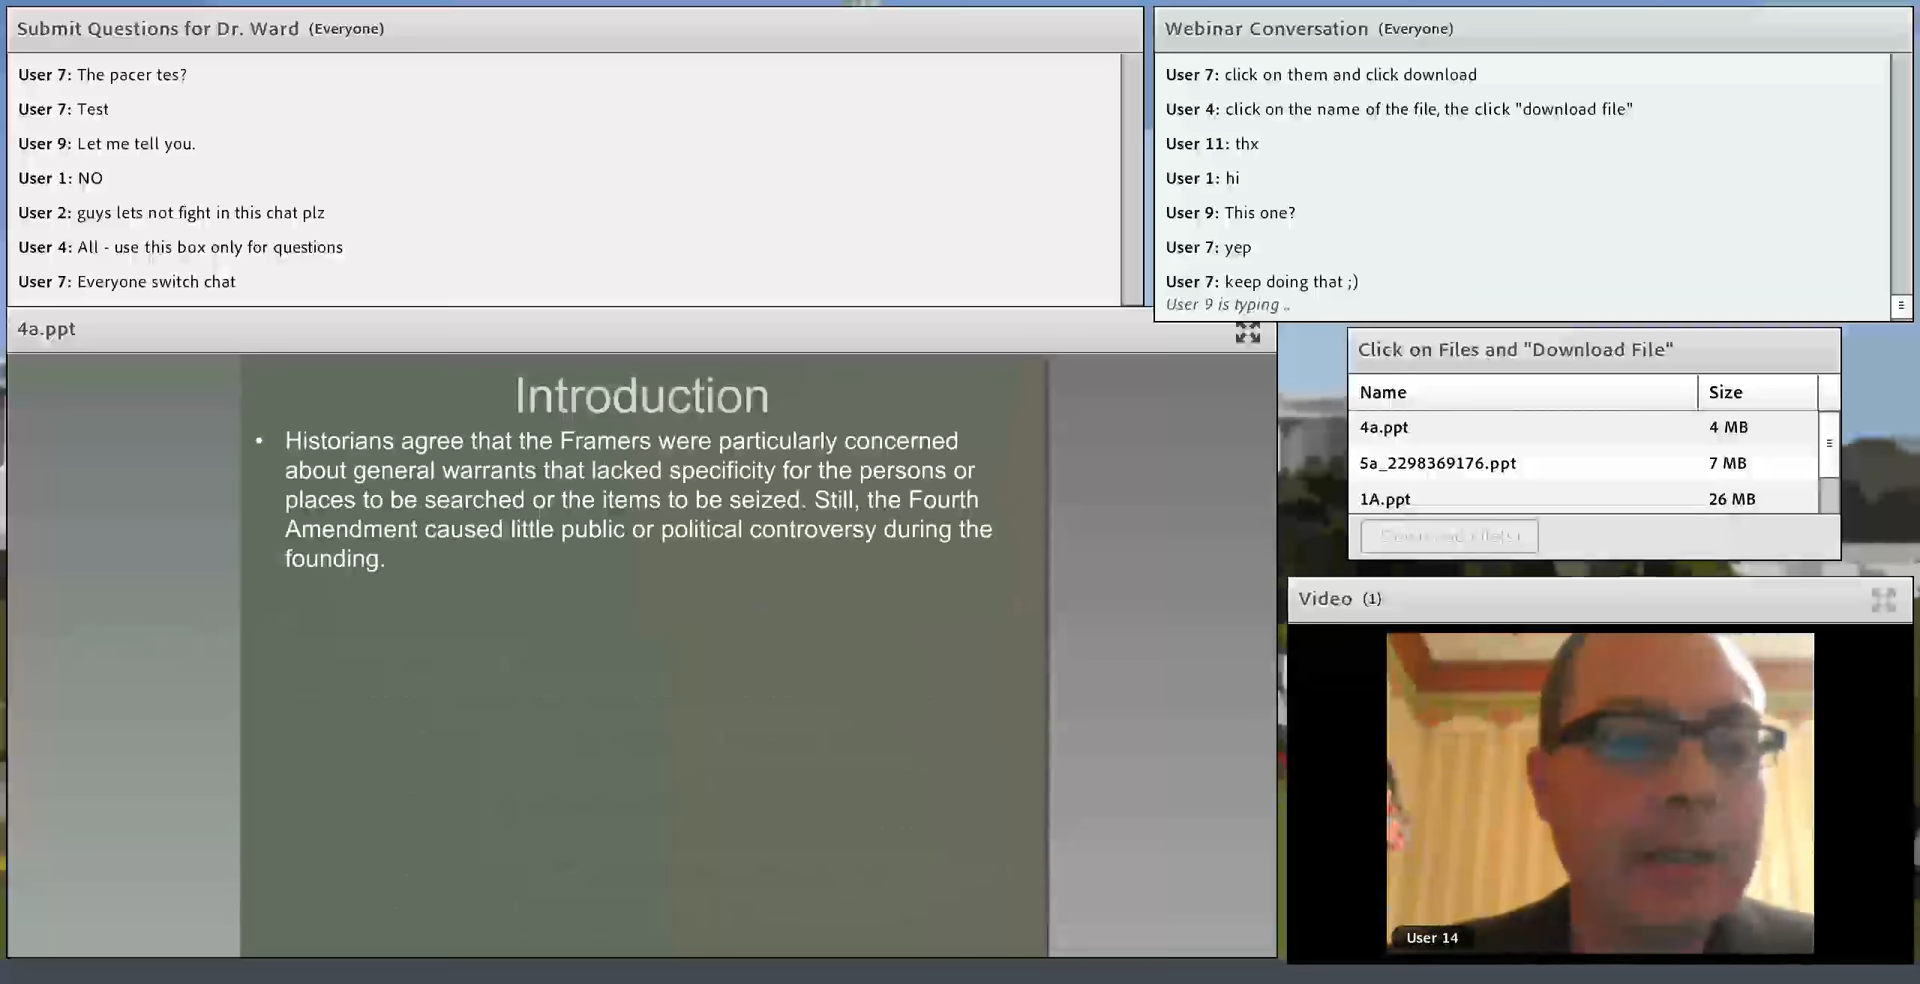 Submit Questions for Dr. Ward (Everyone)
User 7: The pacer tes?
User 7: Test
User 9: Let me tell you.
User 1: NO
User 2: guys lets not fight in this chat plz
User 4: All - use this box only for questions
User 7: Everyone switch chat
Webinar Conversation (Everyone)
User 7: click on them and click download
User 4: click on the name of the file, the click "download file"
User 11: thx
User 1: hi
User 9: This one?
User 7: yep
User 7: keep doing that ;)
User 9 is typing ..
4a.ppt
Introduction
• Historians agree that the Framers were particularly concerned
about general warrants that lacked specificity for the persons or
places to be searched or the items to be seized. Still, the Fourth
Amendment caused little public or political controversy during the
founding.
Click on Files and "Download File"
Name Size
4a.ppt 4 MB
5a_2298369176.ppt 7 MB
1A.ppt 26 MB
Video (1)
User 14